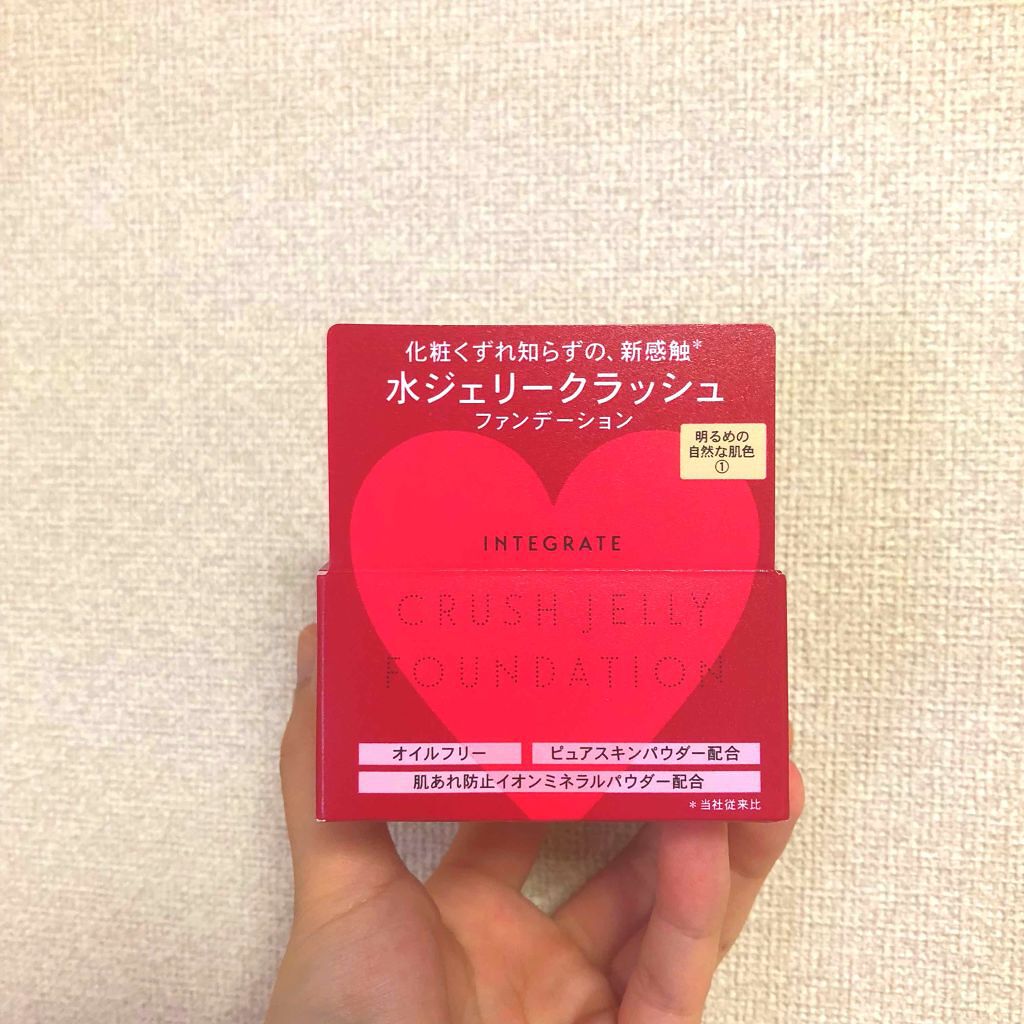 化粧くずれ知らずの、新感触*
水ジェリークラッシュ
ファンデーション
明るめの
自然な肌色
①
INTEGRATE
CRUSH JELLY
FOUNDATION
オイルフリー
ピュアスキンパウダー配合
肌あれ防止イオンミネラルパウダー配合
*当社従来比